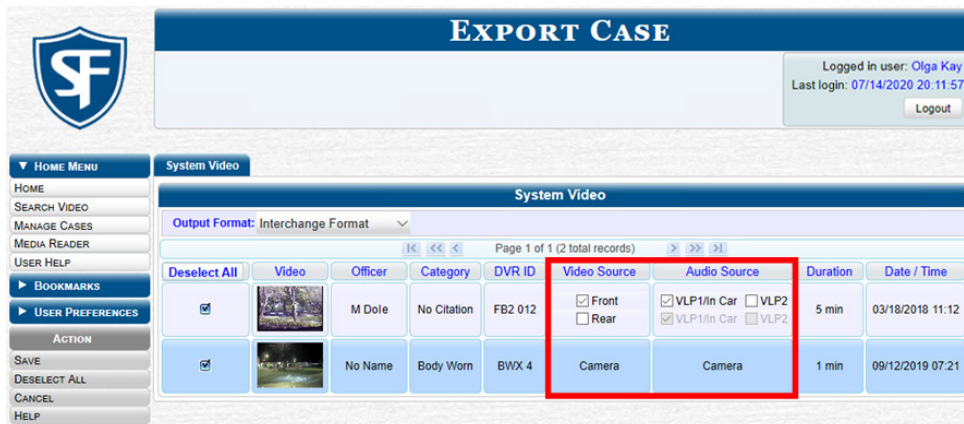 EXPORT CASE
SF
Logged in user: Olga Kay
Last login: 07/14/2020 20:11:57
Logout
▼ HOME MENU
HOME
SEARCH VIDEO
MANAGE CASES
MEDIA READER
USER HELP
► BOOKMARKS
► USER PREFERENCES
ACTION
SAVE
DESELECT ALL
CANCEL
HELP
System Video
System Video
Output Format: Interchange Format
|< << < Page 1 of 1 (2 total records) > >> >|
Deselect All Video Officer Category DVR ID Video Source Audio Source Duration Date / Time
M Dole No Citation FB2 012 Front VLP1/In Car VLP2 5 min 03/18/2018 11:12
Rear VLP1/In Car VLP2
No Name Body Worn BWX 4 Camera Camera 1 min 09/12/2019 07:21